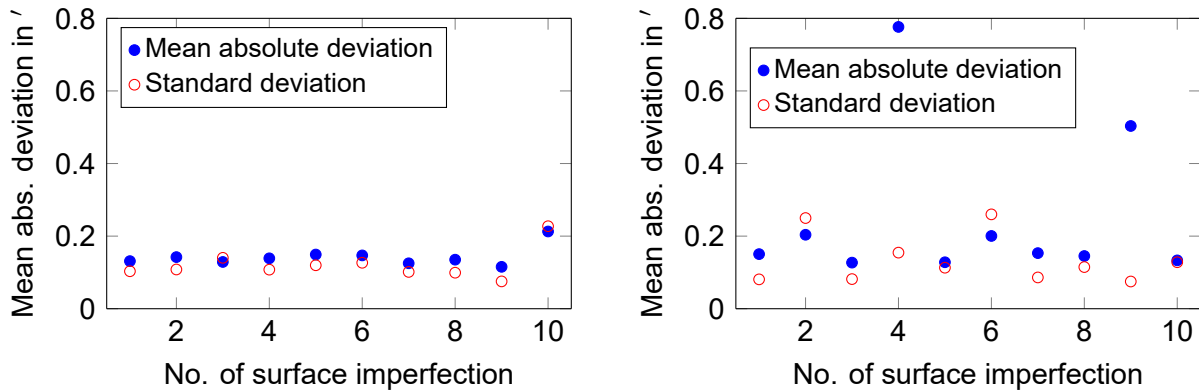 0.8
0.6
0.4
0.2
0
2 4 6 8 10
Mean abs. deviation in ′
No. of surface imperfection
Mean absolute deviation
Standard deviation
0.8
0.6
0.4
0.2
0
2 4 6 8 10
Mean abs. deviation in ′
No. of surface imperfection
Mean absolute deviation
Standard deviation